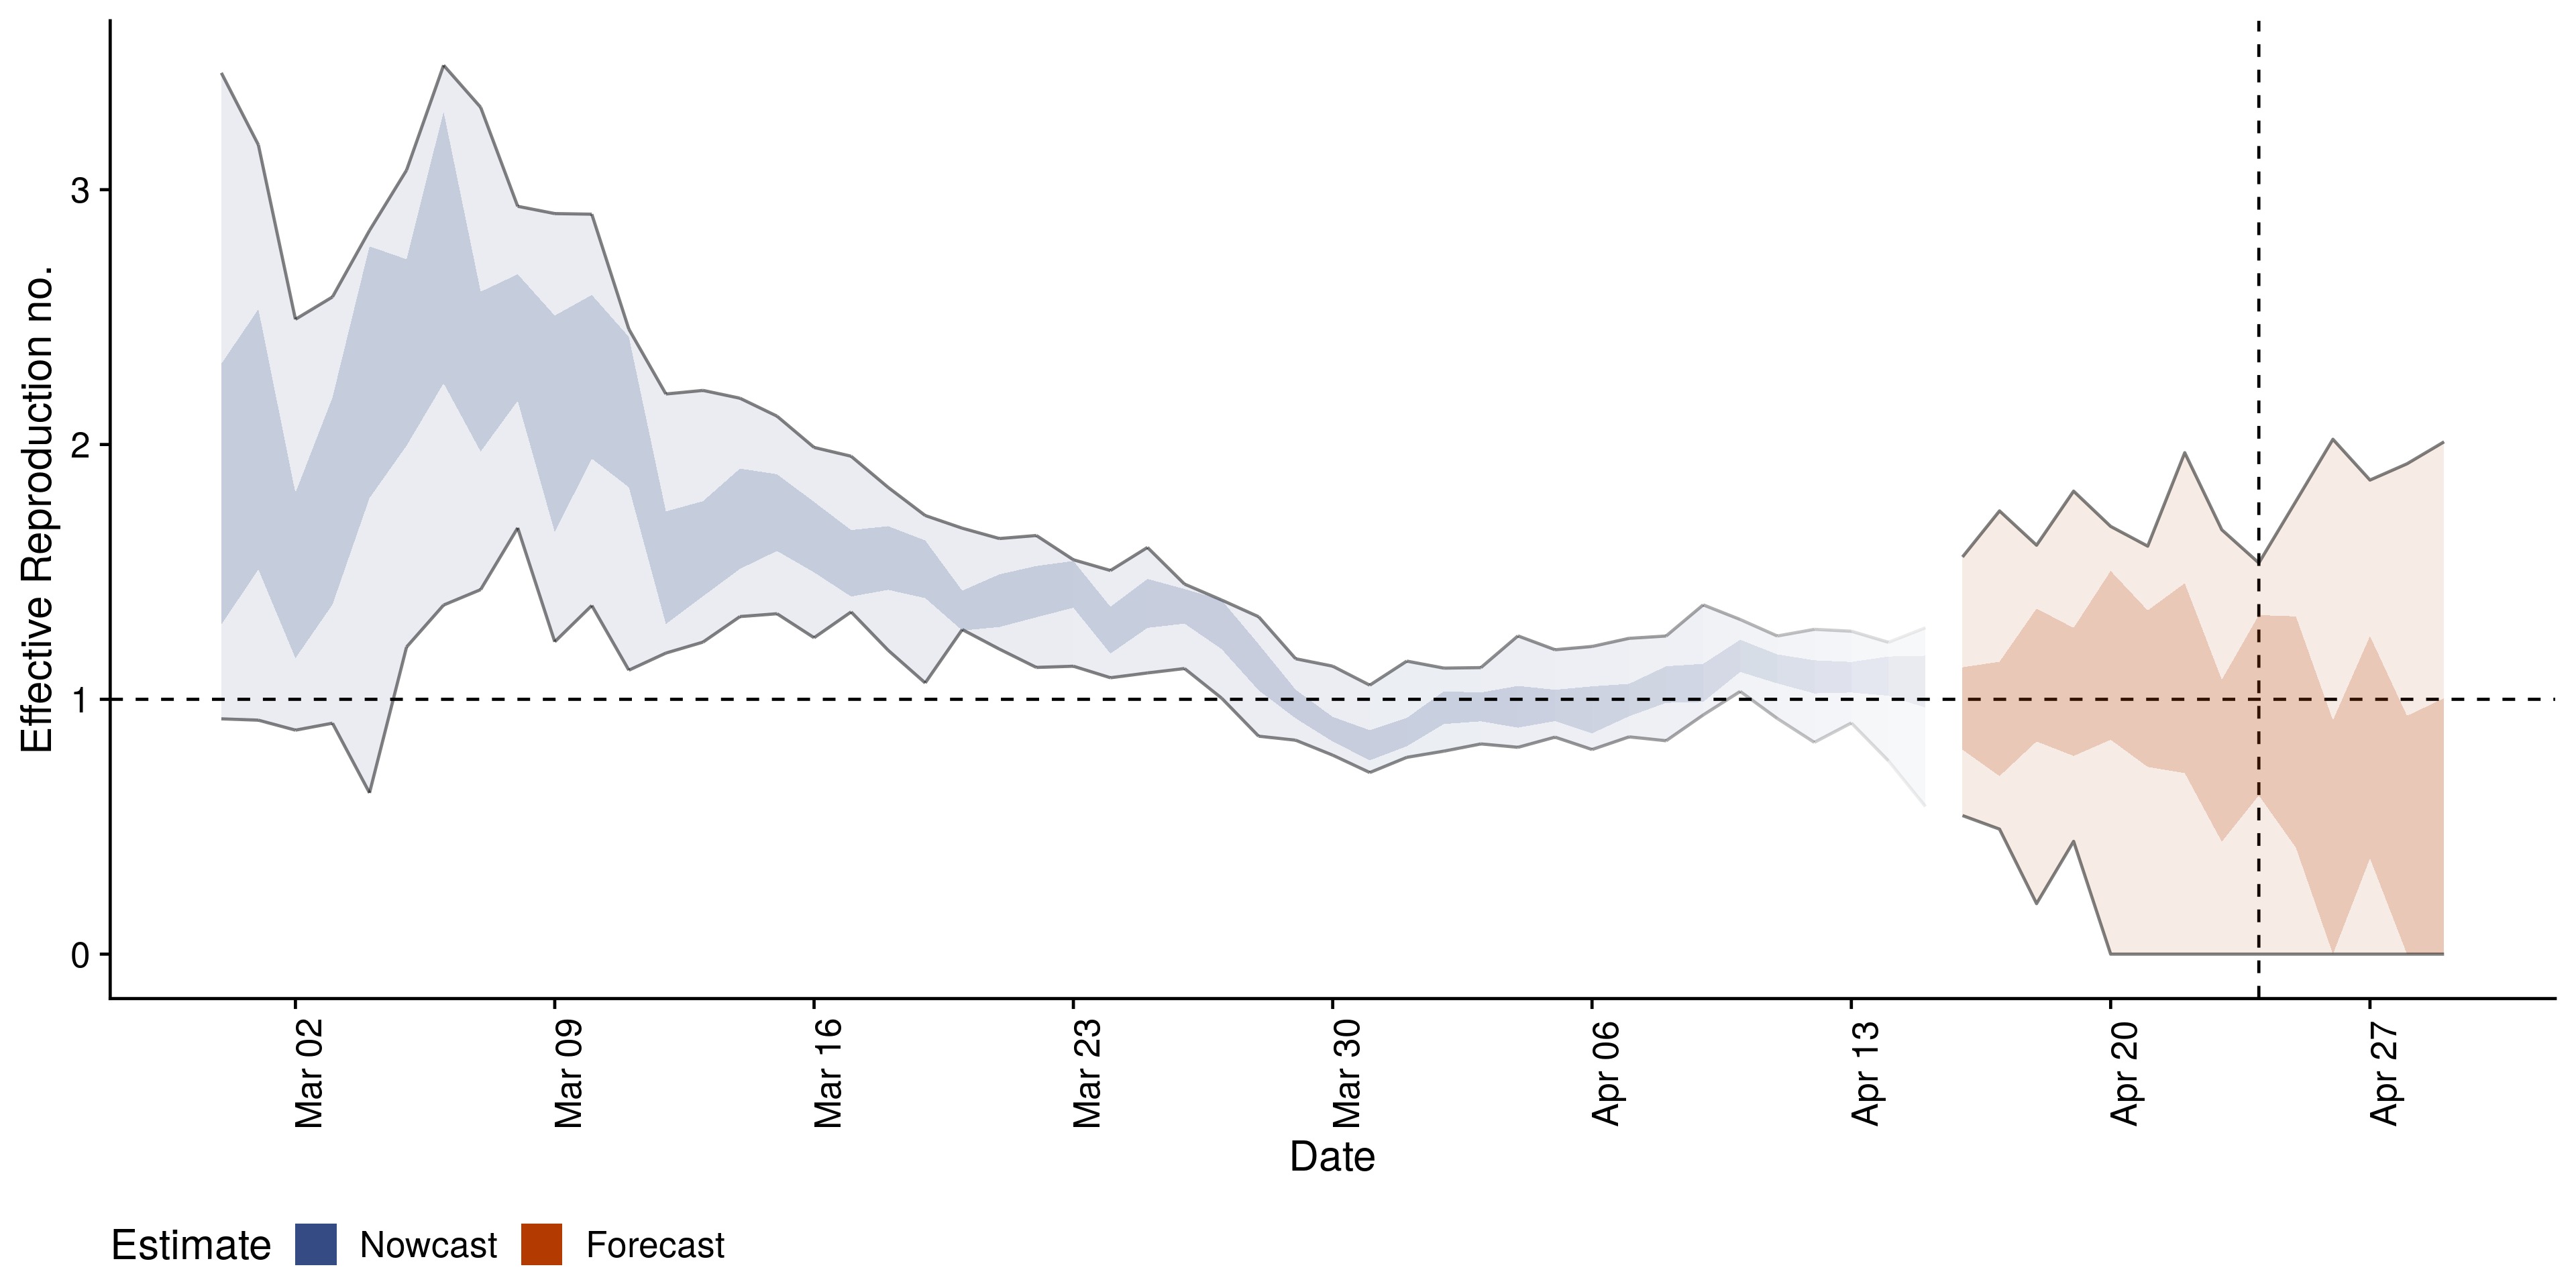 Effective Reproduction no.
3
2
1
0
Mar 02
Mar 09
Mar 16
Mar 23
Mar 30
Apr 06
Apr 13
Apr 20
Apr 27
Date
Estimate Nowcast Forecast